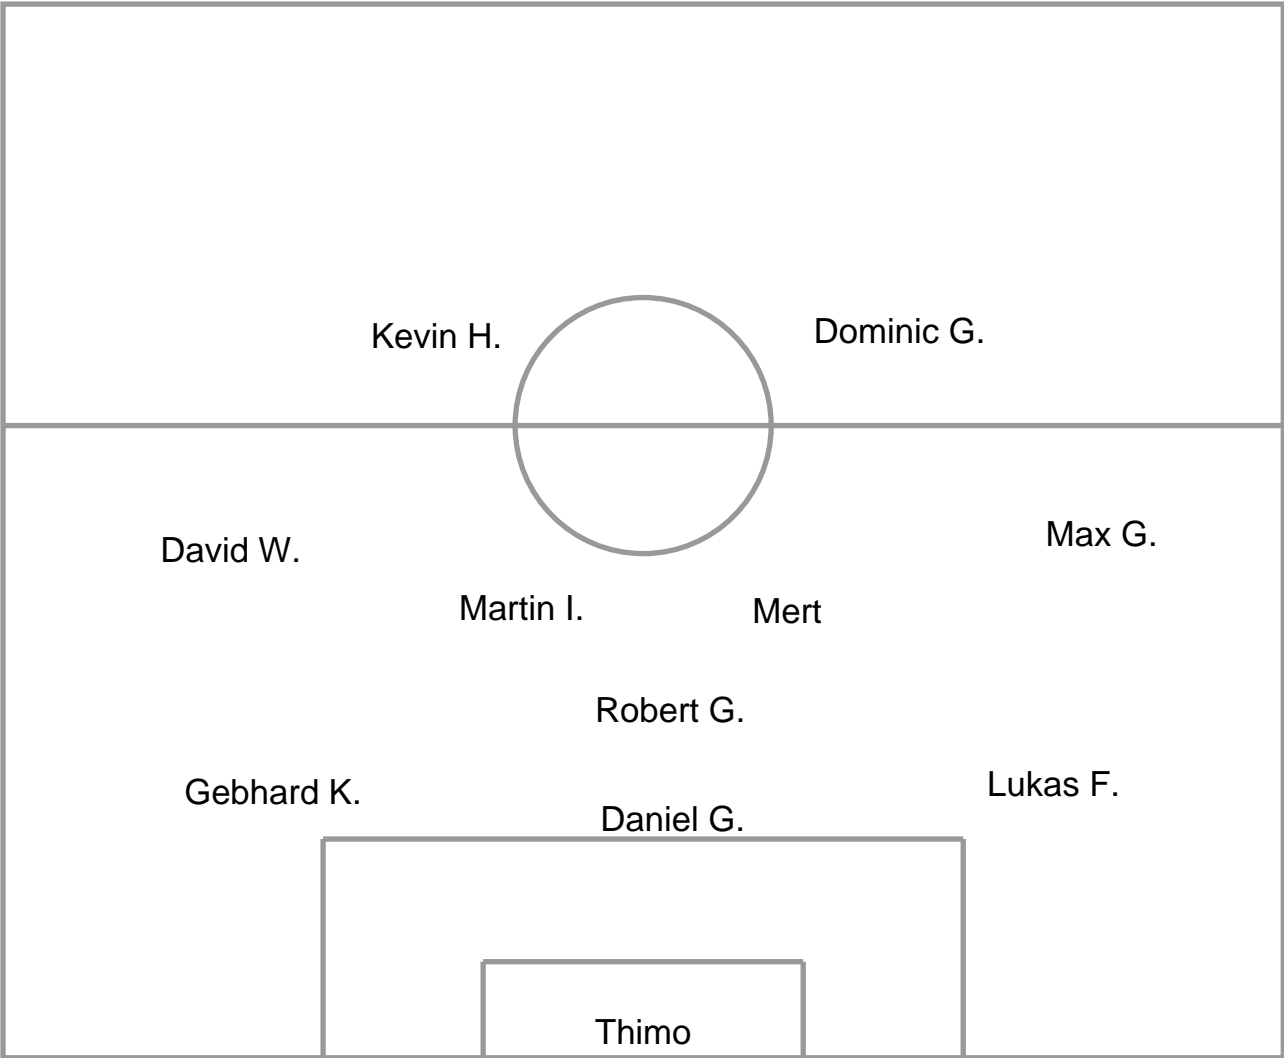 Kevin H.
Dominic G.
David W.
Max G.
Martin I.
Mert
Robert G.
Gebhard K.
Lukas F.
Daniel G.
Thimo